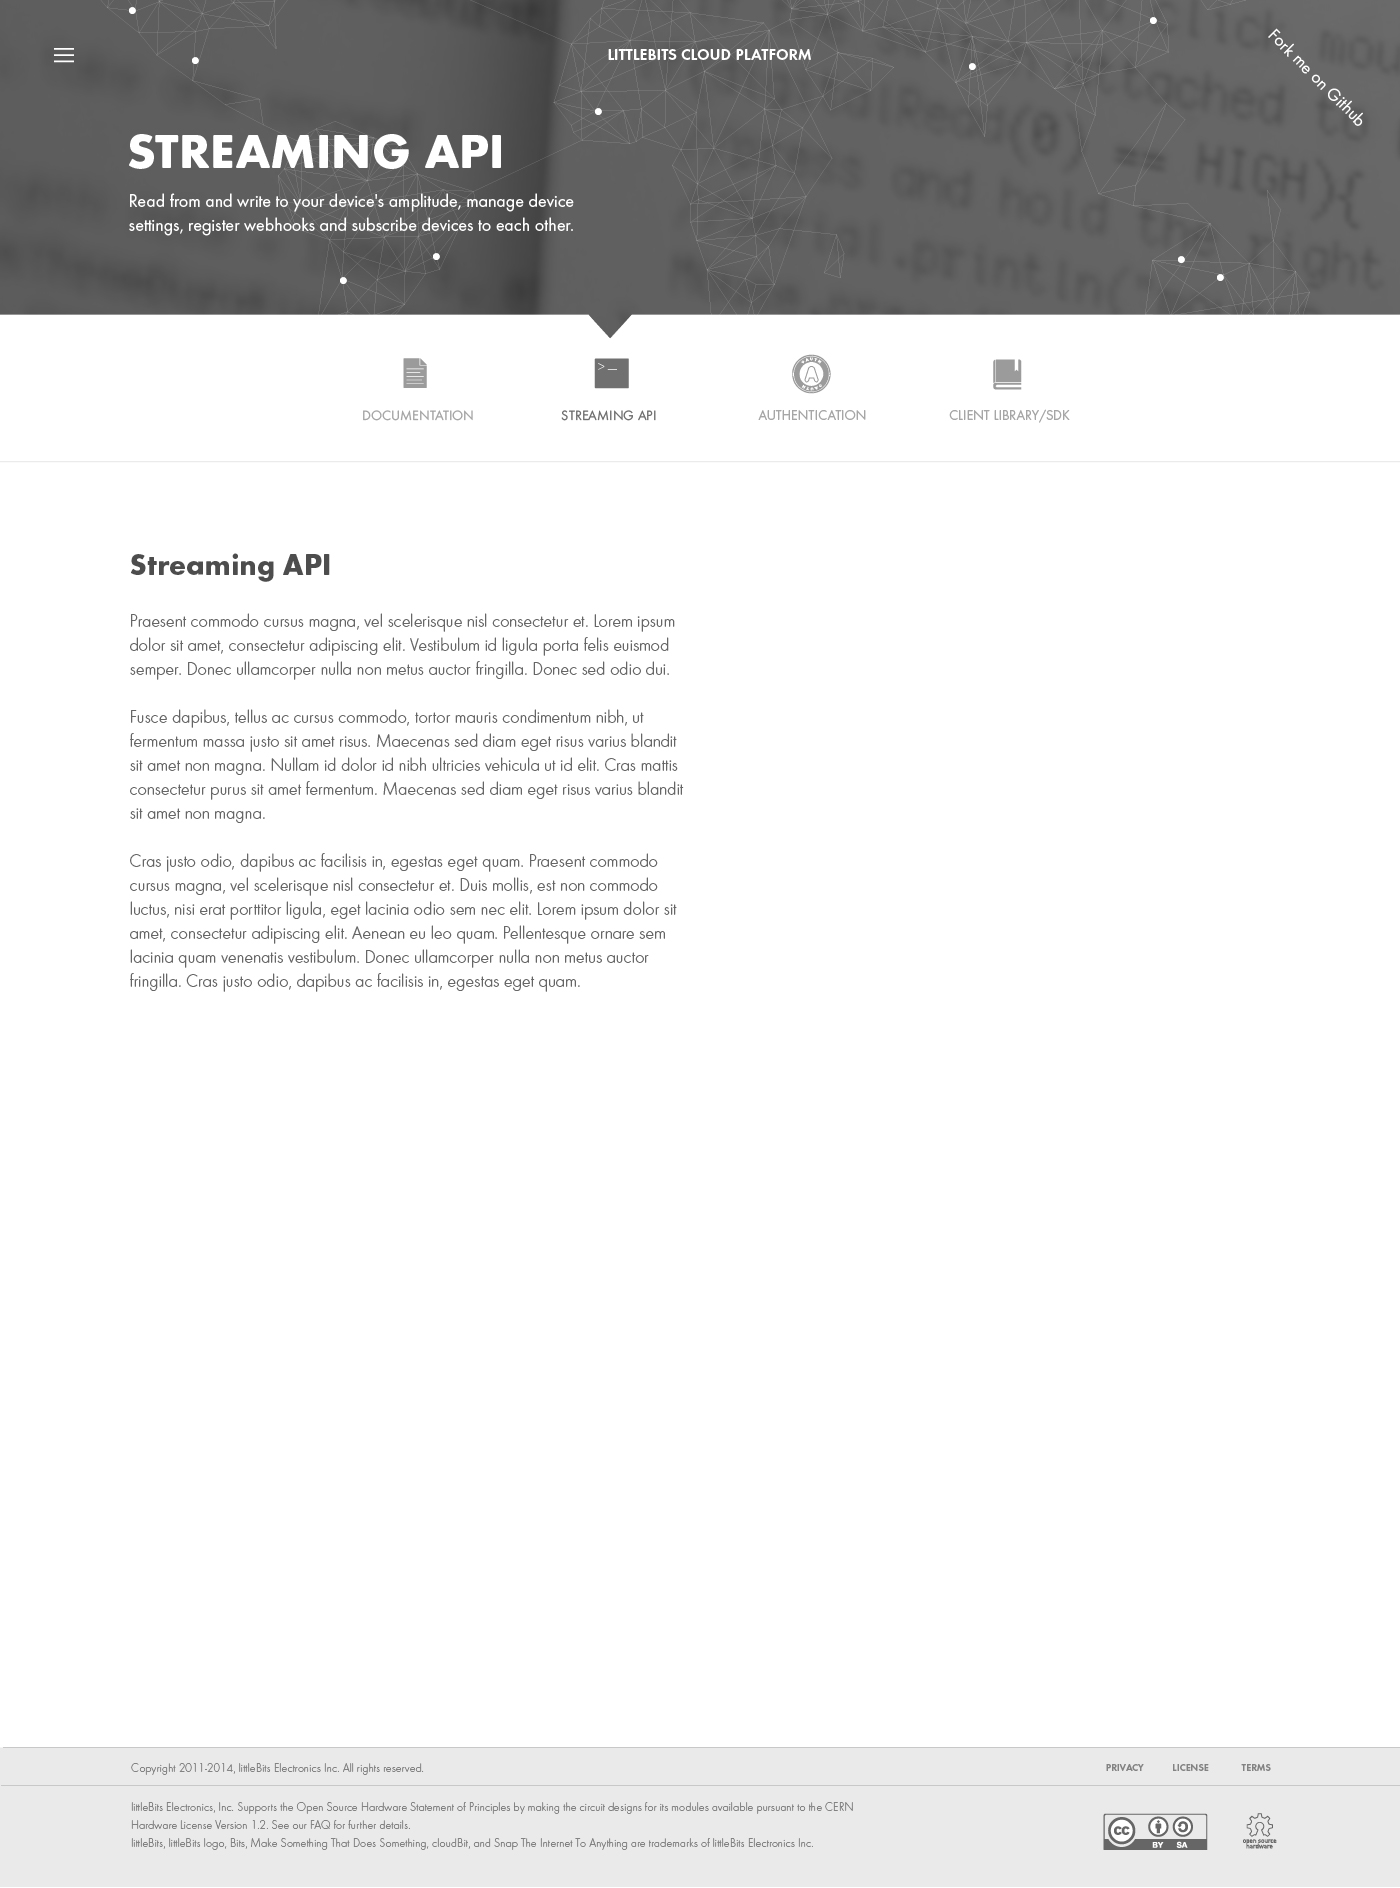 LITTLEBITS CLOUD PLATFORM
Fork me on Github
STREAMING API
Read from and write to your device's amplitude, manage device
settings, register webhooks and subscribe devices to each other.
== HIGH){
>_
DOCUMENTATION
STREAMING API
AUTHENTICATION
CLIENT LIBRARY/SDK
Streaming API
Praesent commodo cursus magna, vel scelerisque nisl consectetur et. Lorem ipsum
dolor sit amet, consectetur adipiscing elit. Vestibulum id ligula porta felis euismod
semper. Donec ullamcorper nulla non metus auctor fringilla. Donec sed odio dui.
Fusce dapibus, tellus ac cursus commodo, tortor mauris condimentum nibh, ut
fermentum massa justo sit amet risus. Maecenas sed diam eget risus varius blandit
sit amet non magna. Nullam id dolor id nibh ultricies vehicula ut id elit. Cras mattis
consectetur purus sit amet fermentum. Maecenas sed diam eget risus varius blandit
sit amet non magna.
Cras justo odio, dapibus ac facilisis in, egestas eget quam. Praesent commodo
cursus magna, vel scelerisque nisl consectetur et. Duis mollis, est non commodo
luctus, nisi erat porttitor ligula, eget lacinia odio sem nec elit. Lorem ipsum dolor sit
amet, consectetur adipiscing elit. Aenean eu leo quam. Pellentesque ornare sem
lacinia quam venenatis vestibulum. Donec ullamcorper nulla non metus auctor
fringilla. Cras justo odio, dapibus ac facilisis in, egestas eget quam.
Copyright 2011-2014, littleBits Electronics Inc. All rights reserved.
PRIVACY LICENSE TERMS
littleBits Electronics, Inc. Supports the Open Source Hardware Statement of Principles by making the circuit designs for its modules available pursuant to the CERN
Hardware License Version 1.2. See our FAQ for further details.
littleBits, littleBits logo, Bits, Make Something That Does Something, cloudBit, and Snap The Internet To Anything are trademarks of littleBits Electronics Inc.
cc BY SA
open source
hardware